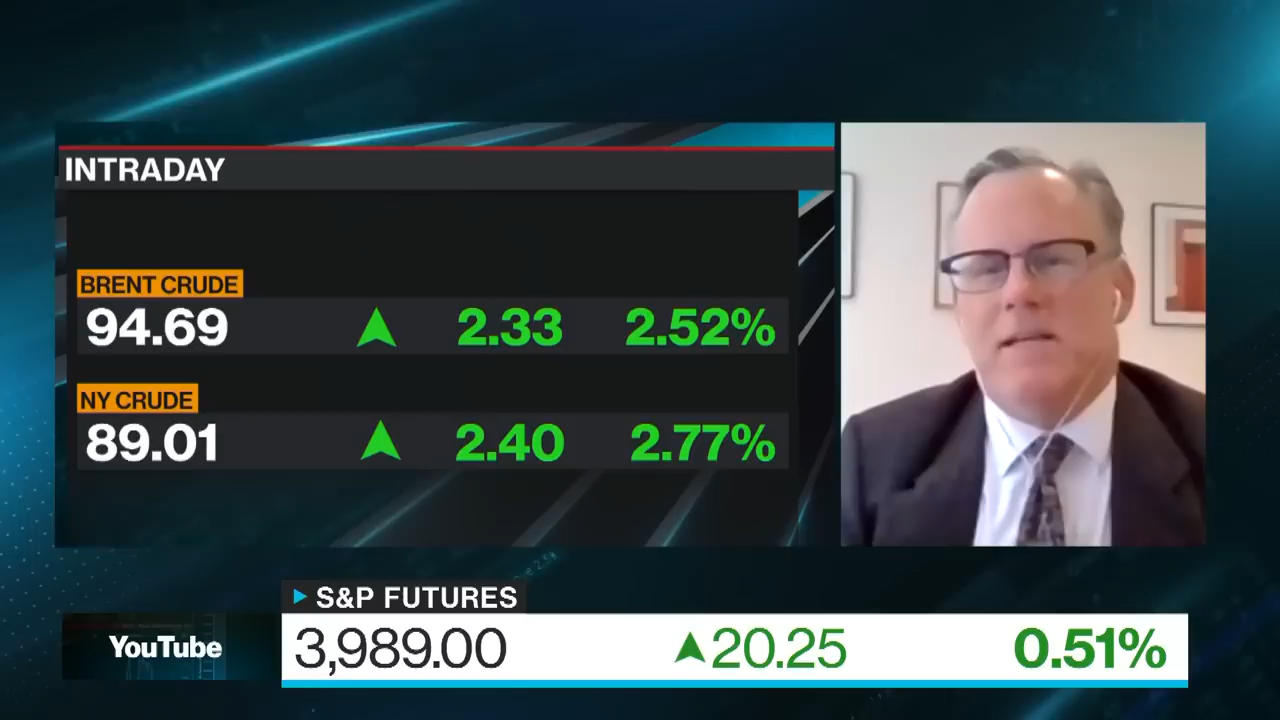 INTRADAY
BRENT CRUDE
94.69 ▲ 2.33 2.52%
NY CRUDE
89.01 ▲ 2.40 2.77%
S&P FUTURES
YouTube
3,989.00 ▲20.25 0.51%